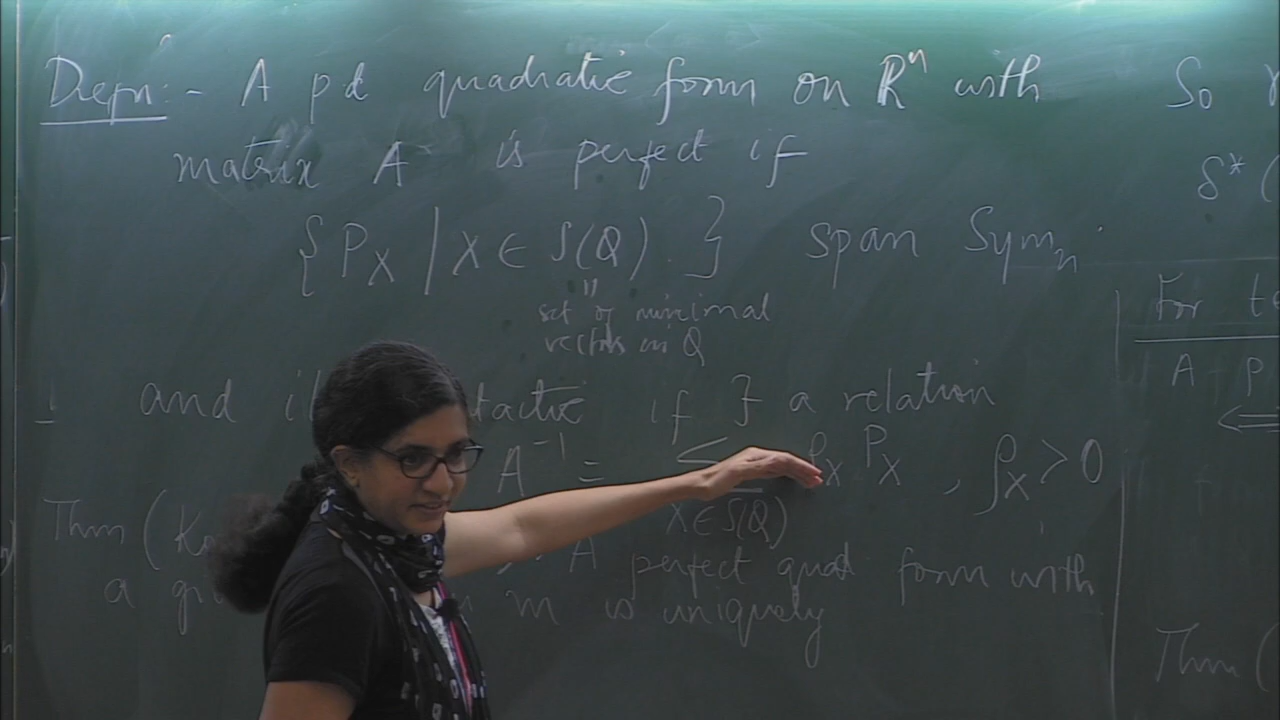 Defn :- A pd quadratic form on Rⁿ with
matrix A is perfect if
{ P_X | X ∈ S(Q) } span Sym_n.
set of minimal
vectors in Q
and if if ∃ a relation
A⁻¹ = Σ ρ_X P_X , ρ_X > 0
X ∈ S(Q)
Thm ( A perfect quad form with
a m is uniquely
So
S* (
For
A P
⇐
Thm (